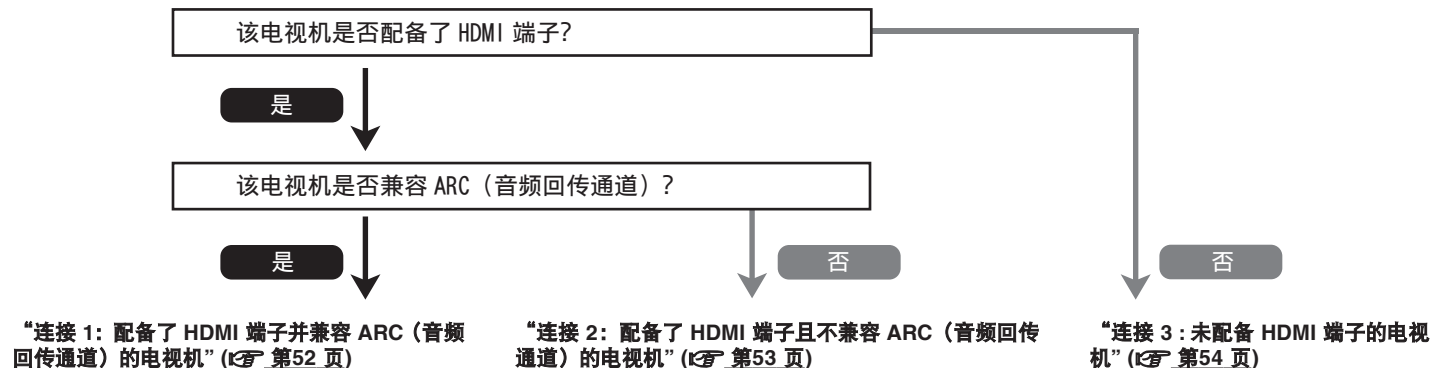 该电视机是否配备了 HDMI 端子？
是
该电视机是否兼容 ARC（音频回传通道）？
是
否
否
“连接 1：配备了 HDMI 端子并兼容 ARC（音频
回传通道）的电视机” (☞ 第52 页)
“连接 2：配备了 HDMI 端子且不兼容 ARC（音频回传
通道）的电视机” (☞ 第53 页)
“连接 3 : 未配备 HDMI 端子的电视
机” (☞ 第54 页)